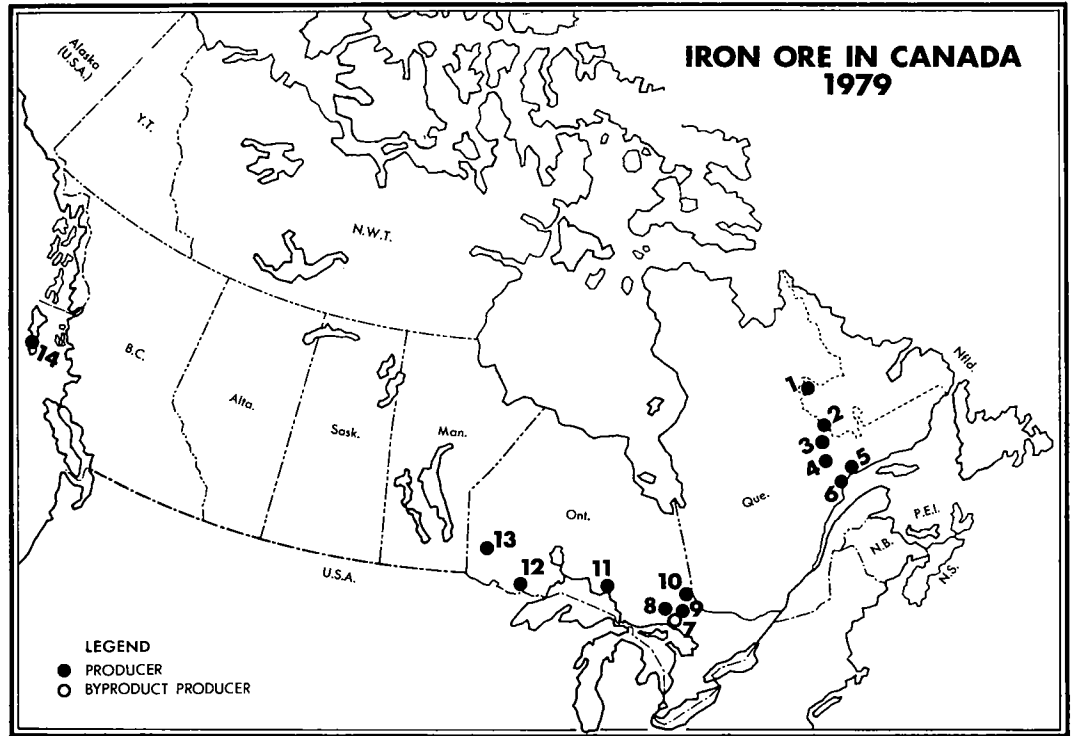 IRON ORE IN CANADA
1979
Alaska
(U.S.A.)
Y.T.
N.W.T.
B.C.
Alta.
Sask.
Man.
Ont.
Que.
Nfld.
P.E.I.
N.B.
N.S.
U.S.A.
1
2
3
4
5
6
7
8
9
10
11
12
13
14
LEGEND
PRODUCER
BYPRODUCT PRODUCER